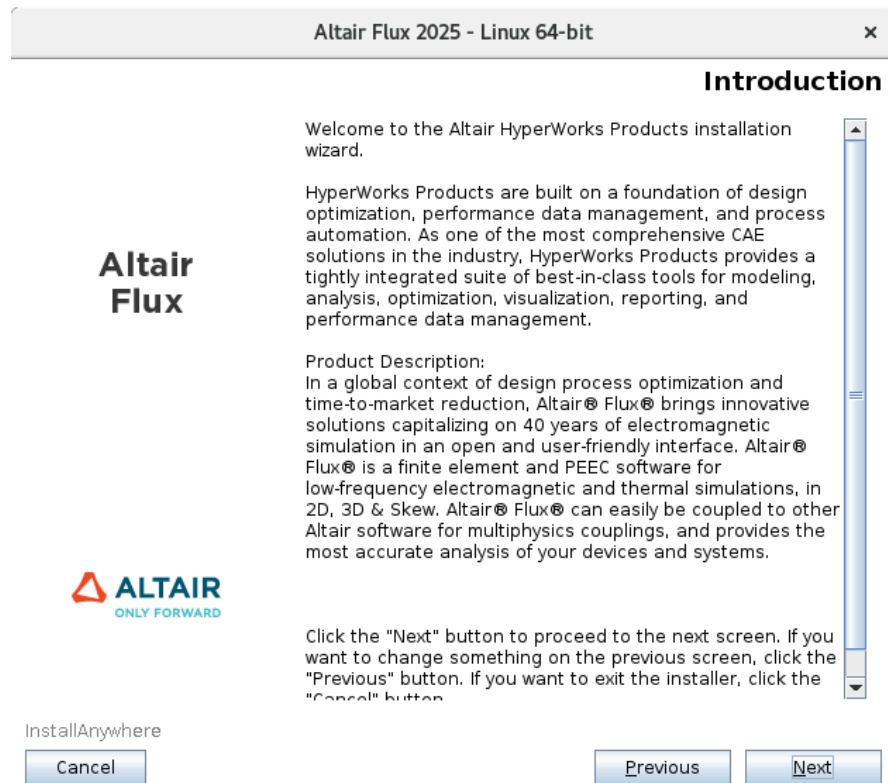 Altair Flux 2025 - Linux 64-bit
Introduction
Welcome to the Altair HyperWorks Products installation
wizard.
HyperWorks Products are built on a foundation of design
optimization, performance data management, and process
automation. As one of the most comprehensive CAE
solutions in the industry, HyperWorks Products provides a
tightly integrated suite of best-in-class tools for modeling,
analysis, optimization, visualization, reporting, and
performance data management.
Altair
Flux
Product Description:
In a global context of design process optimization and
time-to-market reduction, Altair® Flux® brings innovative
solutions capitalizing on 40 years of electromagnetic
simulation in an open and user-friendly interface. Altair®
Flux® is a finite element and PEEC software for
low-frequency electromagnetic and thermal simulations, in
2D, 3D & Skew. Altair® Flux® can easily be coupled to other
Altair software for multiphysics couplings, and provides the
most accurate analysis of your devices and systems.
ALTAIR
ONLY FORWARD
Click the "Next" button to proceed to the next screen. If you
want to change something on the previous screen, click the
"Previous" button. If you want to exit the installer, click the
"Cancel" button
InstallAnywhere
Cancel
Previous
Next